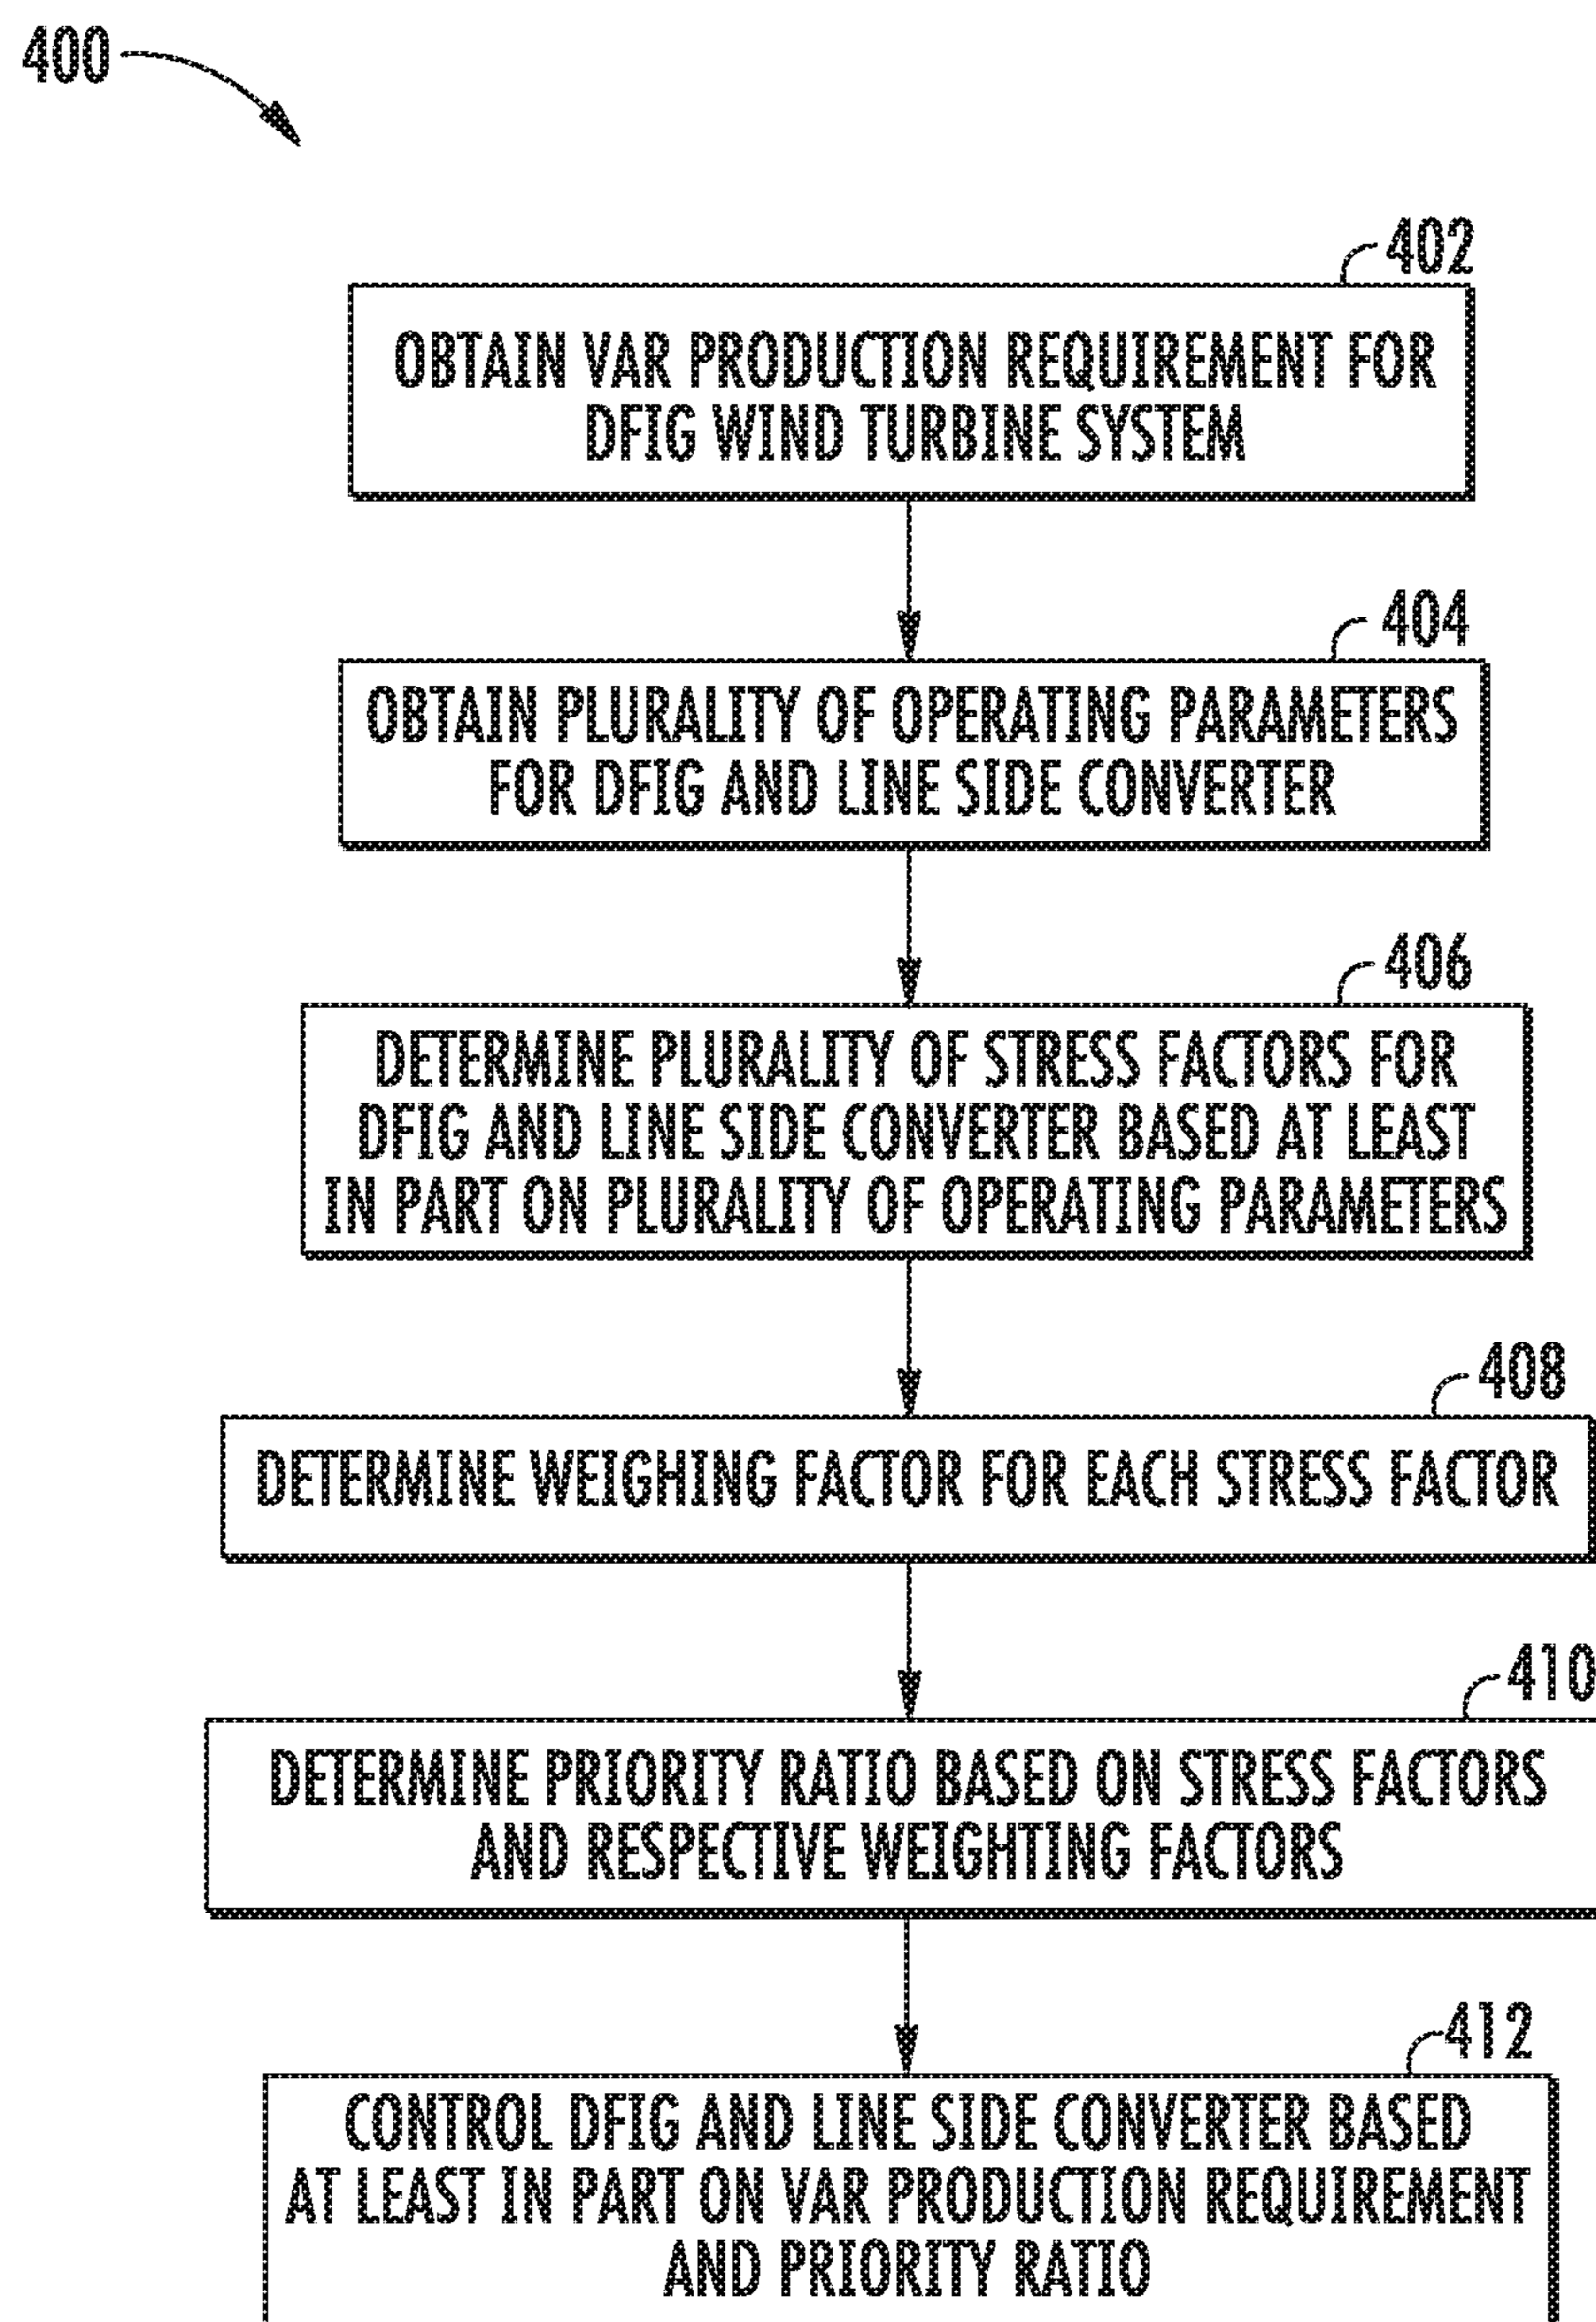 400
402
OBTAIN VAR PRODUCTION REQUIREMENT FOR
DFIG WIND TURBINE SYSTEM
404
OBTAIN PLURALITY OF OPERATING PARAMETERS
FOR DFIG AND LINE SIDE CONVERTER
406
DETERMINE PLURALITY OF STRESS FACTORS FOR
DFIG AND LINE SIDE CONVERTER BASED AT LEAST
IN PART ON PLURALITY OF OPERATING PARAMETERS
408
DETERMINE WEIGHING FACTOR FOR EACH STRESS FACTOR
410
DETERMINE PRIORITY RATIO BASED ON STRESS FACTORS
AND RESPECTIVE WEIGHTING FACTORS
412
CONTROL DFIG AND LINE SIDE CONVERTER BASED
AT LEAST IN PART ON VAR PRODUCTION REQUIREMENT
AND PRIORITY RATIO